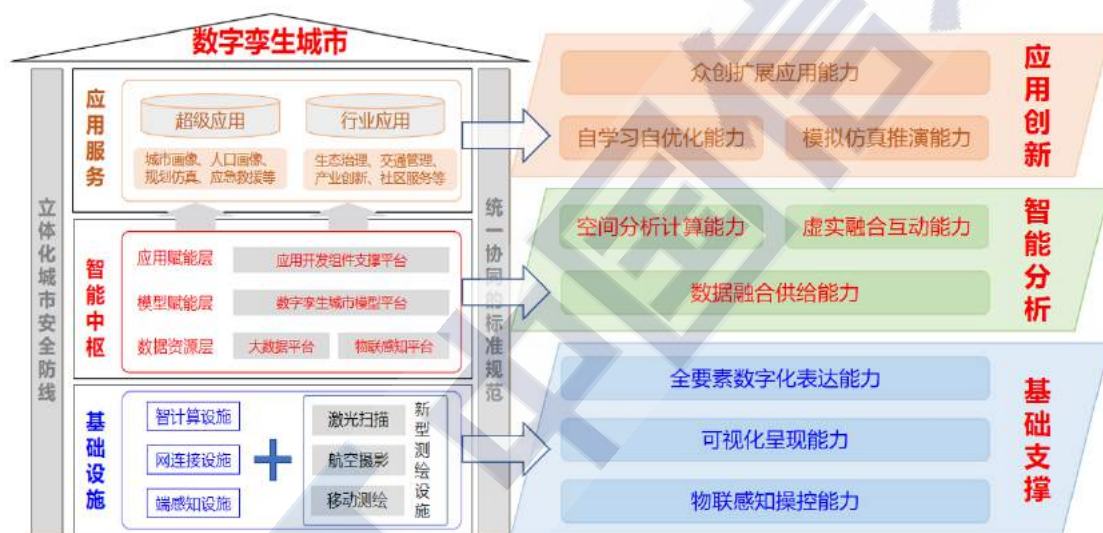 数字孪生城市
立体化城市安全防线
统一协同的标准规范
应用服务
超级应用
行业应用
城市画像、人口画像、
规划仿真、应急救援等
生态治理、交通管理、
产业创新、社区服务等
智能中枢
应用赋能层
应用开发组件支撑平台
模型赋能层
数字孪生城市模型平台
数据资源层
大数据平台
物联感知平台
基础设施
智计算设施
网连接设施
端感知设施
激光扫描
航空摄影
移动测绘
新型测绘设施
众创扩展应用能力
自学习自优化能力
模拟仿真推演能力
应用创新
空间分析计算能力
虚实融合互动能力
数据融合供给能力
智能分析
全要素数字化表达能力
可视化呈现能力
物联感知操控能力
基础支撑